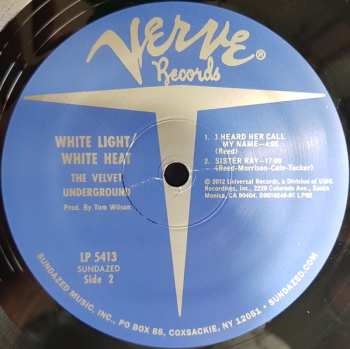 VERVE®
Records
WHITE LIGHT/
WHITE HEAT
THE VELVET
UNDERGROUND
Prod. By Tom Wilson
LP 5413
SUNDAZED
Side 2
1. I HEARD HER CALL
MY NAME—4:05
(Reed)
2. SISTER RAY—17:00
(Reed-Morrison-Cale-Tucker)
℗ 2012 Universal Records, a Division of UMG
Recordings, Inc., 2220 Colorado Ave., Santa
Monica, CA 90404.
SUNDAZED MUSIC, INC., PO BOX 85, COXSACKIE, NY 12051 • SUNDAZED.COM